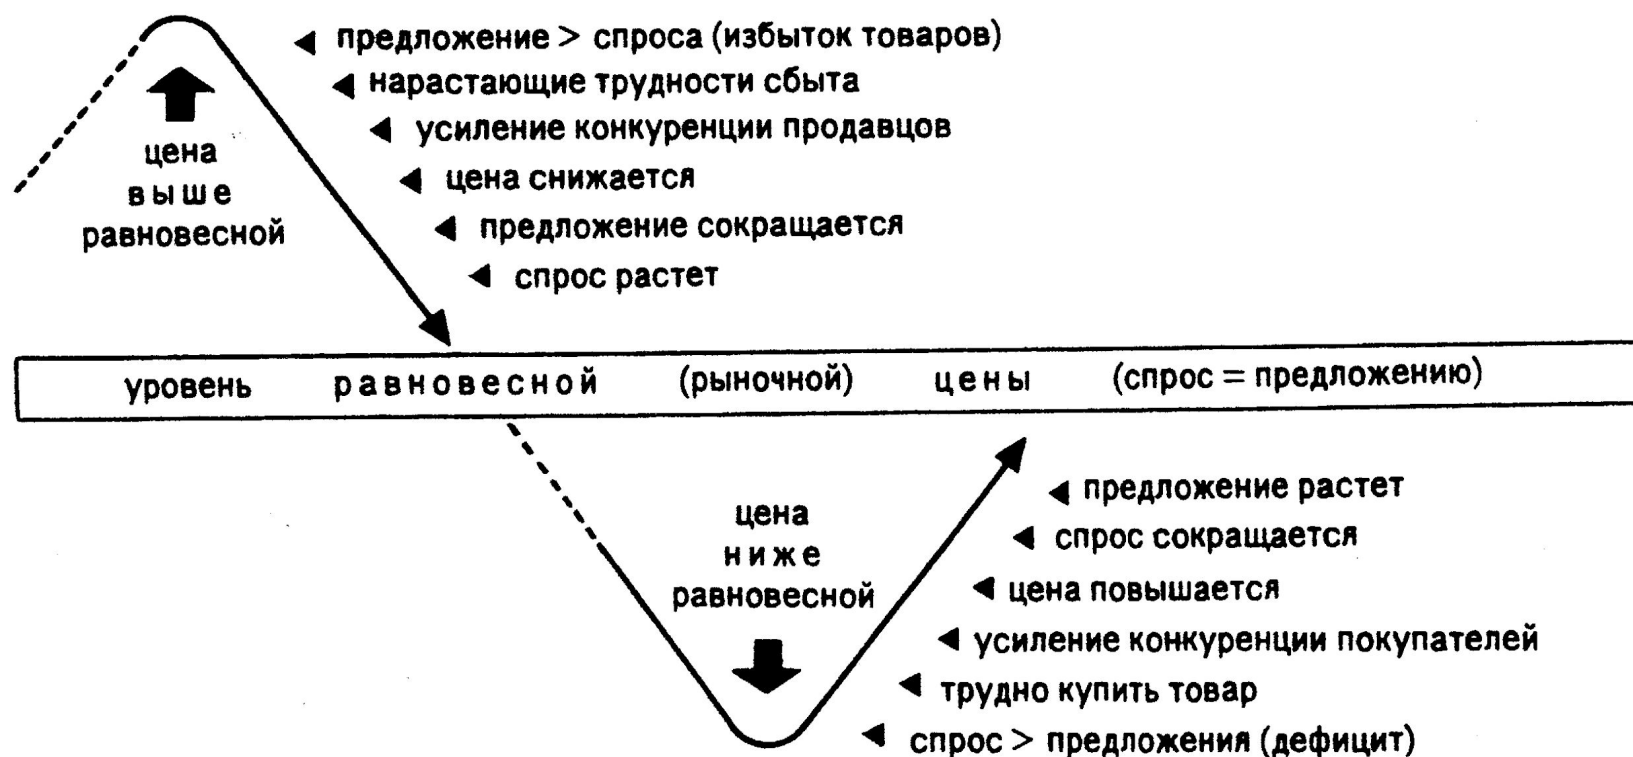 предложение > спроса (избыток товаров)
нарастающие трудности сбыта
усиление конкуренции продавцов
цена снижается
предложение сокращается
спрос растет
цена
выше
равновесной
уровень равновесной (рыночной) цены (спрос = предложению)
цена
ниже
равновесной
предложение растет
спрос сокращается
цена повышается
усиление конкуренции покупателей
трудно купить товар
спрос > предложения (дефицит)